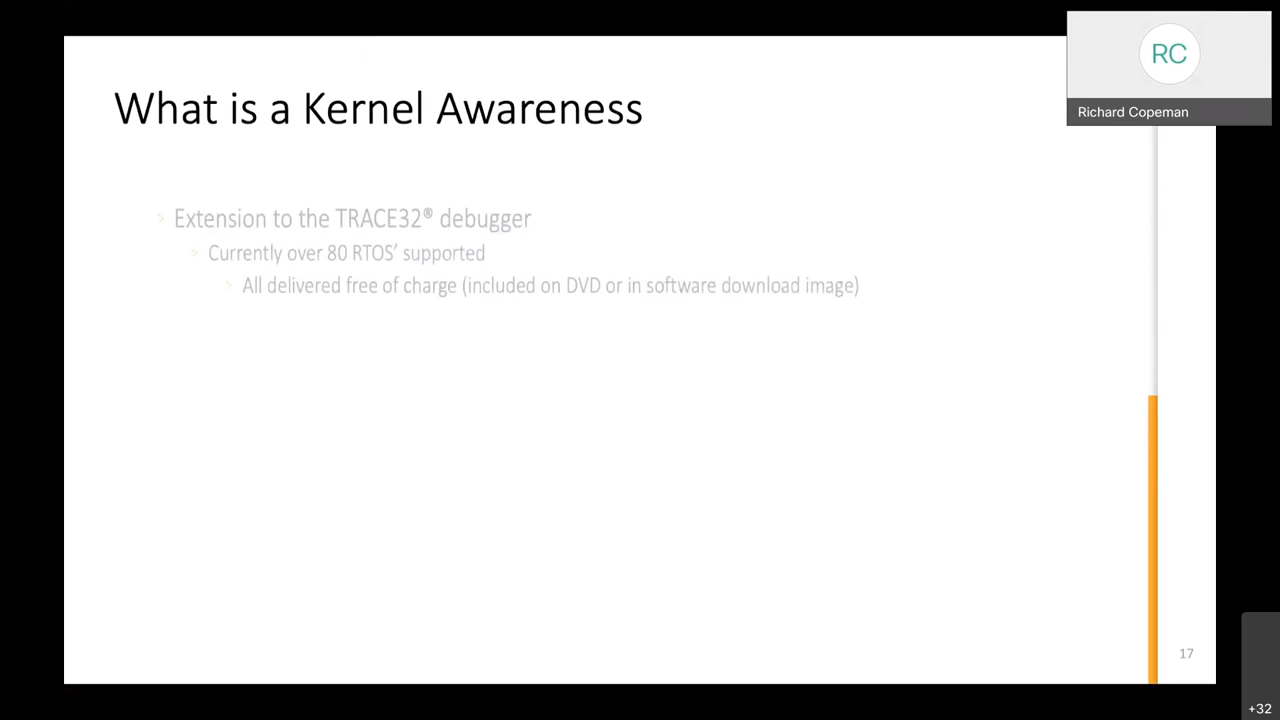 RC
Richard Copeman
What is a Kernel Awareness
Extension to the TRACE32® debugger
Currently over 80 RTOS’ supported
All delivered free of charge (included on DVD or in software download image)
17
+32